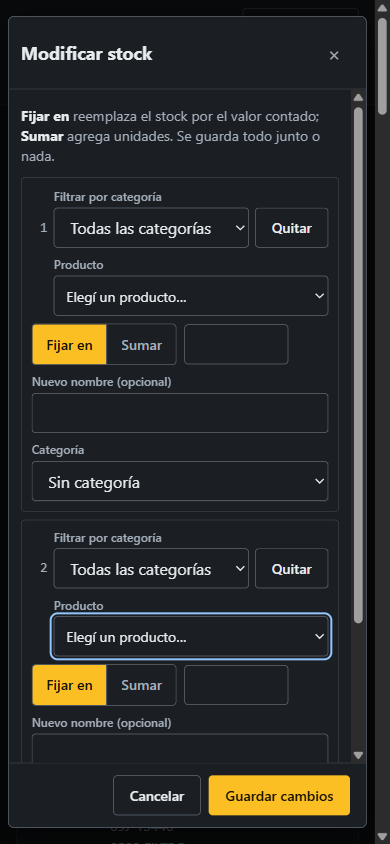 Modificar stock ×
Fijar en reemplaza el stock por el valor contado;
Sumar agrega unidades. Se guarda todo junto o
nada.
Filtrar por categoría
1 Todas las categorías Quitar
Producto
Elegí un producto...
Fijar en Sumar
Nuevo nombre (opcional)
Categoría
Sin categoría
Filtrar por categoría
2 Todas las categorías Quitar
Producto
Elegí un producto...
Fijar en Sumar
Nuevo nombre (opcional)
Cancelar Guardar cambios